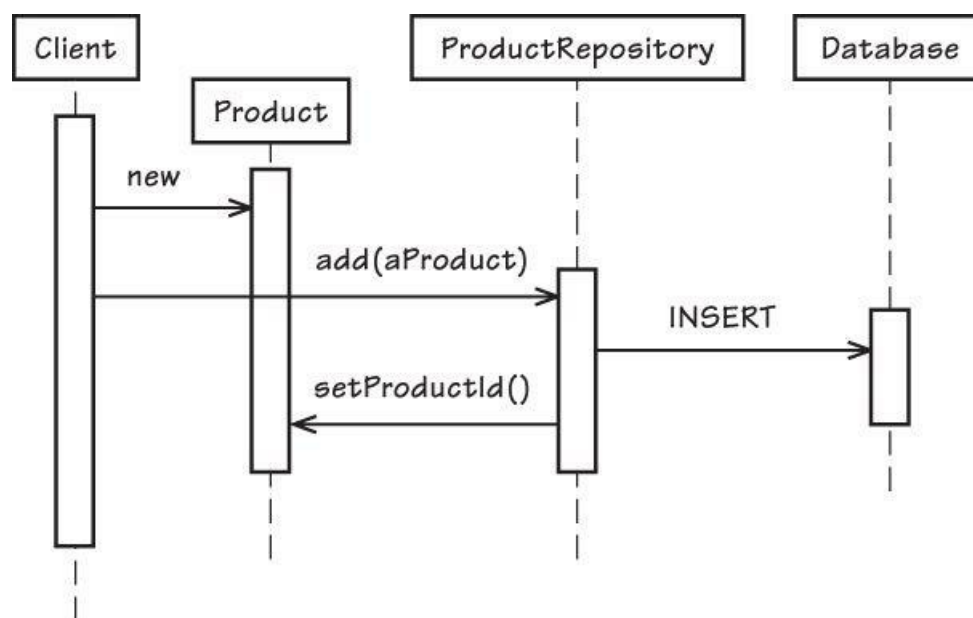 Client
ProductRepository
Database
Product
new
add(aProduct)
INSERT
setProductId()